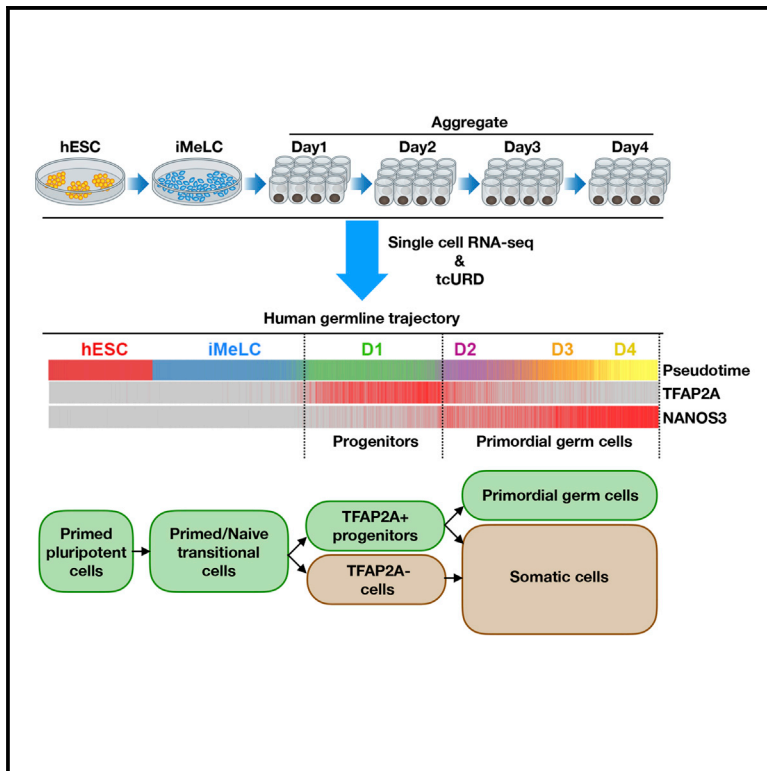 Aggregate
hESC
iMeLC
Day1
Day2
Day3
Day4
Single cell RNA-seq
&
tcURD
Human germline trajectory
hESC
iMeLC
D1
D2
D3
D4
Pseudotime
TFAP2A
NANOS3
Progenitors
Primordial germ cells
Primed
pluripotent
cells
Primed/Naive
transitional
cells
TFAP2A+
progenitors
TFAP2A-
cells
Primordial germ cells
Somatic cells